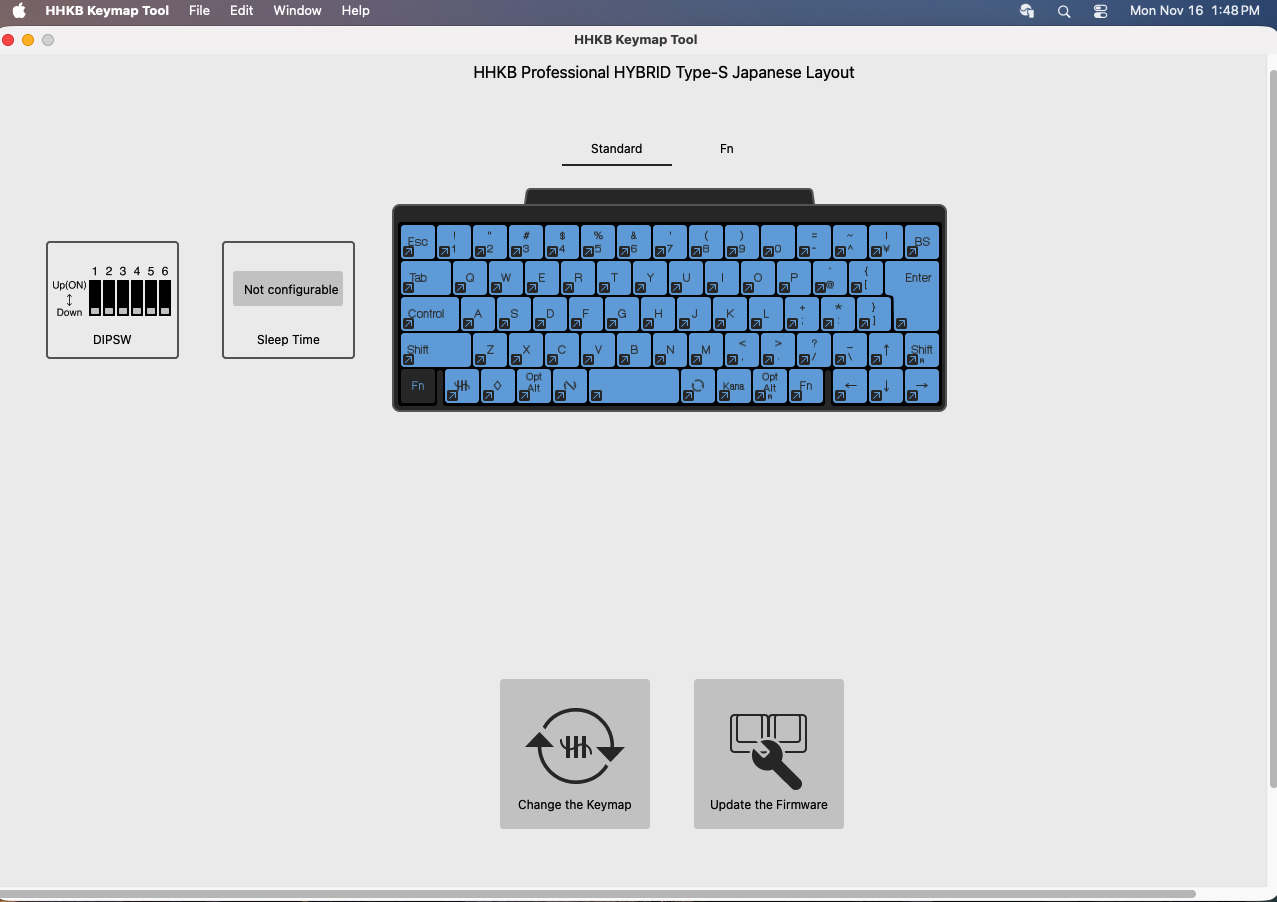 HHKB Keymap Tool File Edit Window Help Mon Nov 16 1:48 PM
HHKB Keymap Tool
HHKB Professional HYBRID Type-S Japanese Layout
Standard Fn
Esc ! 1 " 2 # 3 $ 4 % 5 & 6 ' 7 ( 8 ) 9 0 = - ~ ^ | ¥ BS
Tab Q W E R T Y U I O P ` @ { [ Enter
Control A S D F G H J K L + ; * : } ]
Shift Z X C V B N M < , > . ? / _ \ ↑ Shift R
Fn ◇ Opt Alt Kana Opt Alt R Fn ← ↓ →
1 2 3 4 5 6
Up(ON)
↕
Down
DIPSW
Not configurable
Sleep Time
Change the Keymap
Update the Firmware